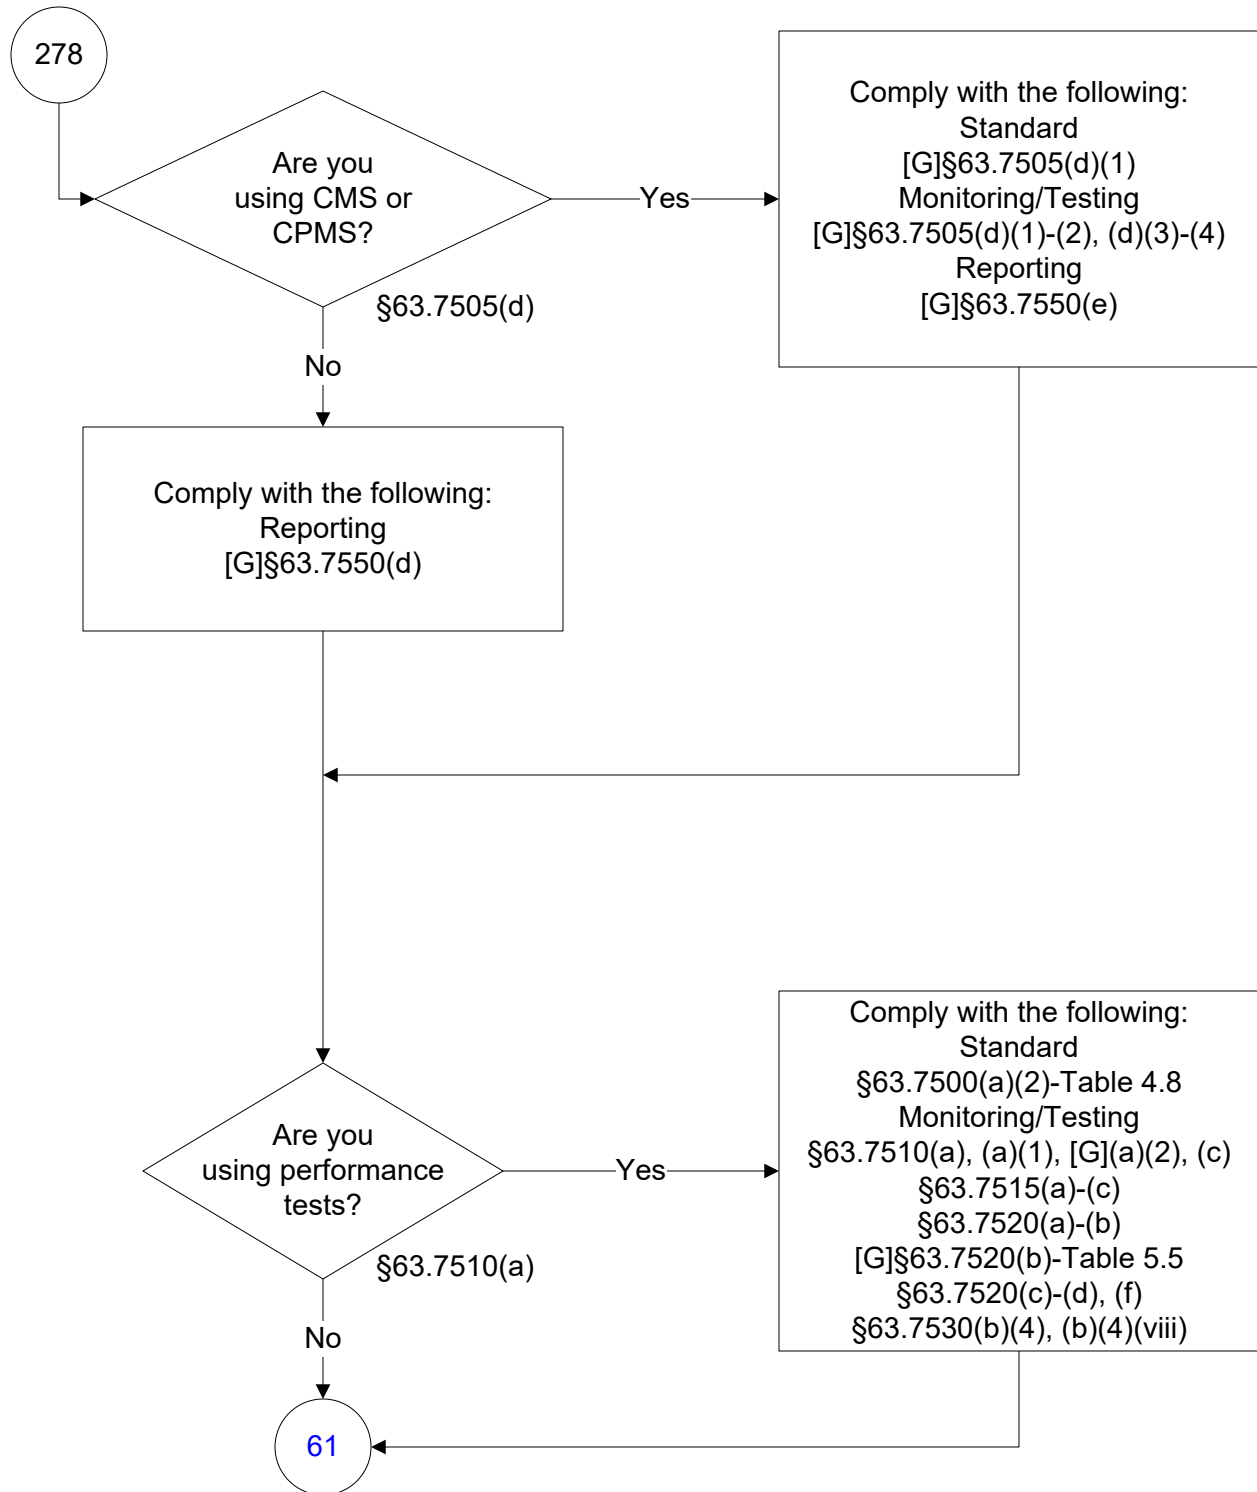 278
Are you
using CMS or
CPMS?
§63.7505(d)
Yes
Comply with the following:
Standard
[G]§63.7505(d)(1)
Monitoring/Testing
[G]§63.7505(d)(1)-(2), (d)(3)-(4)
Reporting
[G]§63.7550(e)
No
Comply with the following:
Reporting
[G]§63.7550(d)
Are you
using performance
tests?
§63.7510(a)
Yes
Comply with the following:
Standard
§63.7500(a)(2)-Table 4.8
Monitoring/Testing
§63.7510(a), (a)(1), [G](a)(2), (c)
§63.7515(a)-(c)
§63.7520(a)-(b)
[G]§63.7520(b)-Table 5.5
§63.7520(c)-(d), (f)
§63.7530(b)(4), (b)(4)(viii)
No
61